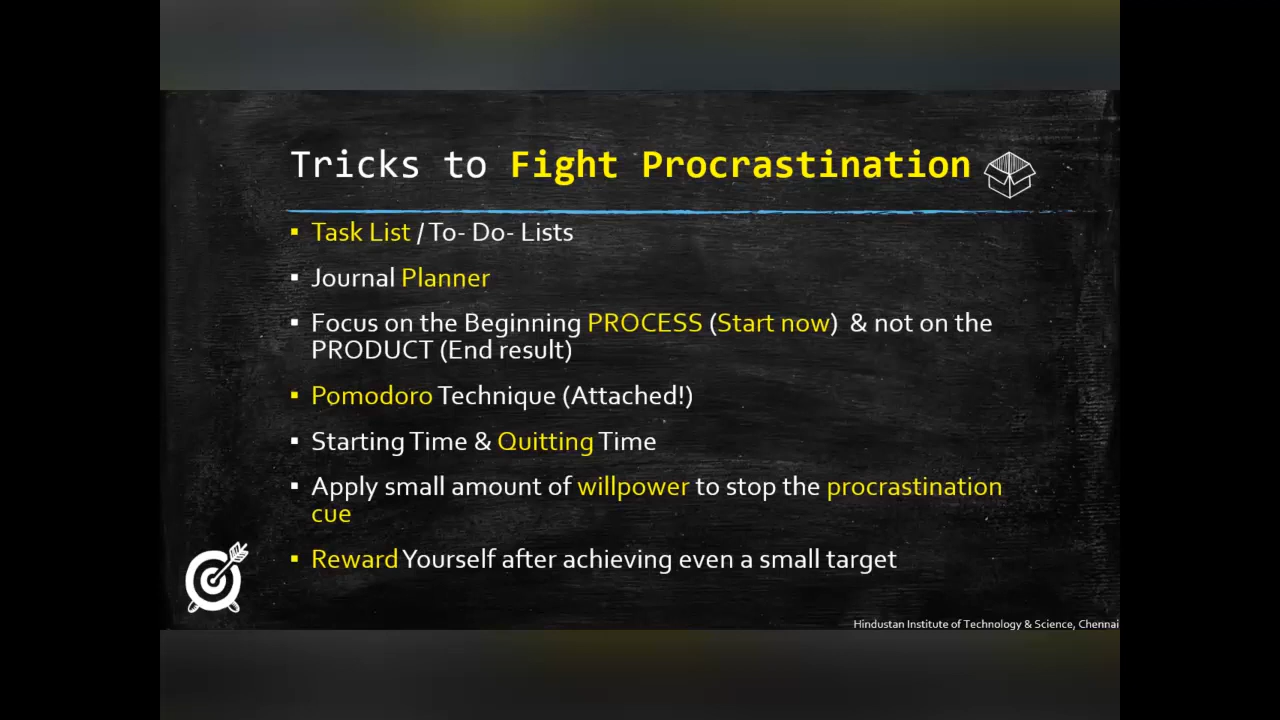 Tricks to Fight Procrastination
Task List / To- Do- Lists
Journal Planner
Focus on the Beginning PROCESS (Start now) & not on the
PRODUCT (End result)
Pomodoro Technique (Attached!)
Starting Time & Quitting Time
Apply small amount of willpower to stop the procrastination
cue
Reward Yourself after achieving even a small target
Hindustan Institute of Technology & Science, Chennai